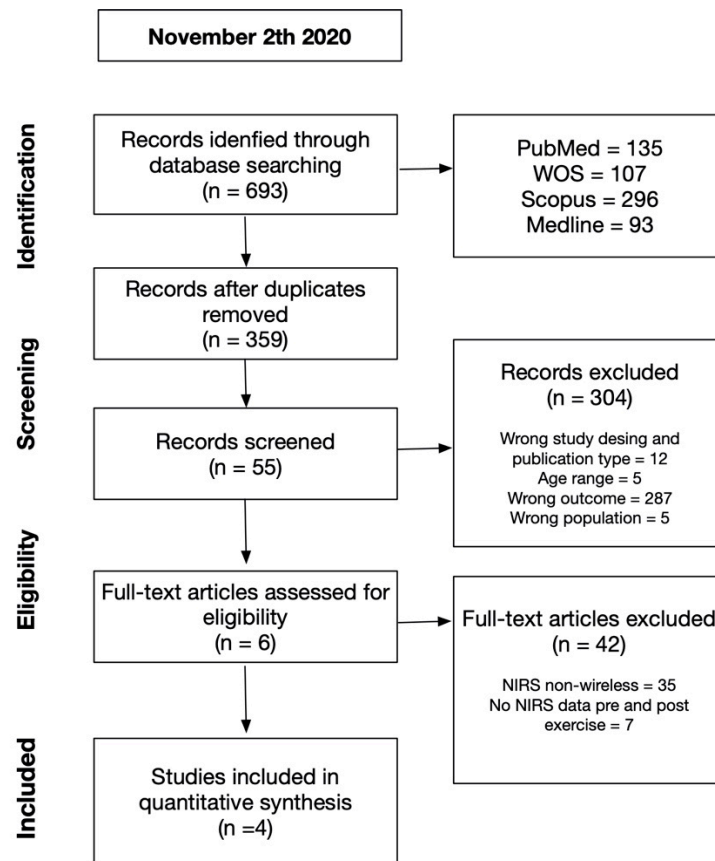 November 2th 2020
Identification
Records idenfied through
database searching
(n = 693)
PubMed = 135
WOS = 107
Scopus = 296
Medline = 93
Screening
Records after duplicates
removed
(n = 359)
Records screened
(n = 55)
Records excluded
(n = 304)
Wrong study desing and
publication type = 12
Age range = 5
Wrong outcome = 287
Wrong population = 5
Eligibility
Full-text articles assessed for
eligibility
(n = 6)
Full-text articles excluded
(n = 42)
NIRS non-wireless = 35
No NIRS data pre and post
exercise = 7
Included
Studies included in
quantitative synthesis
(n =4)